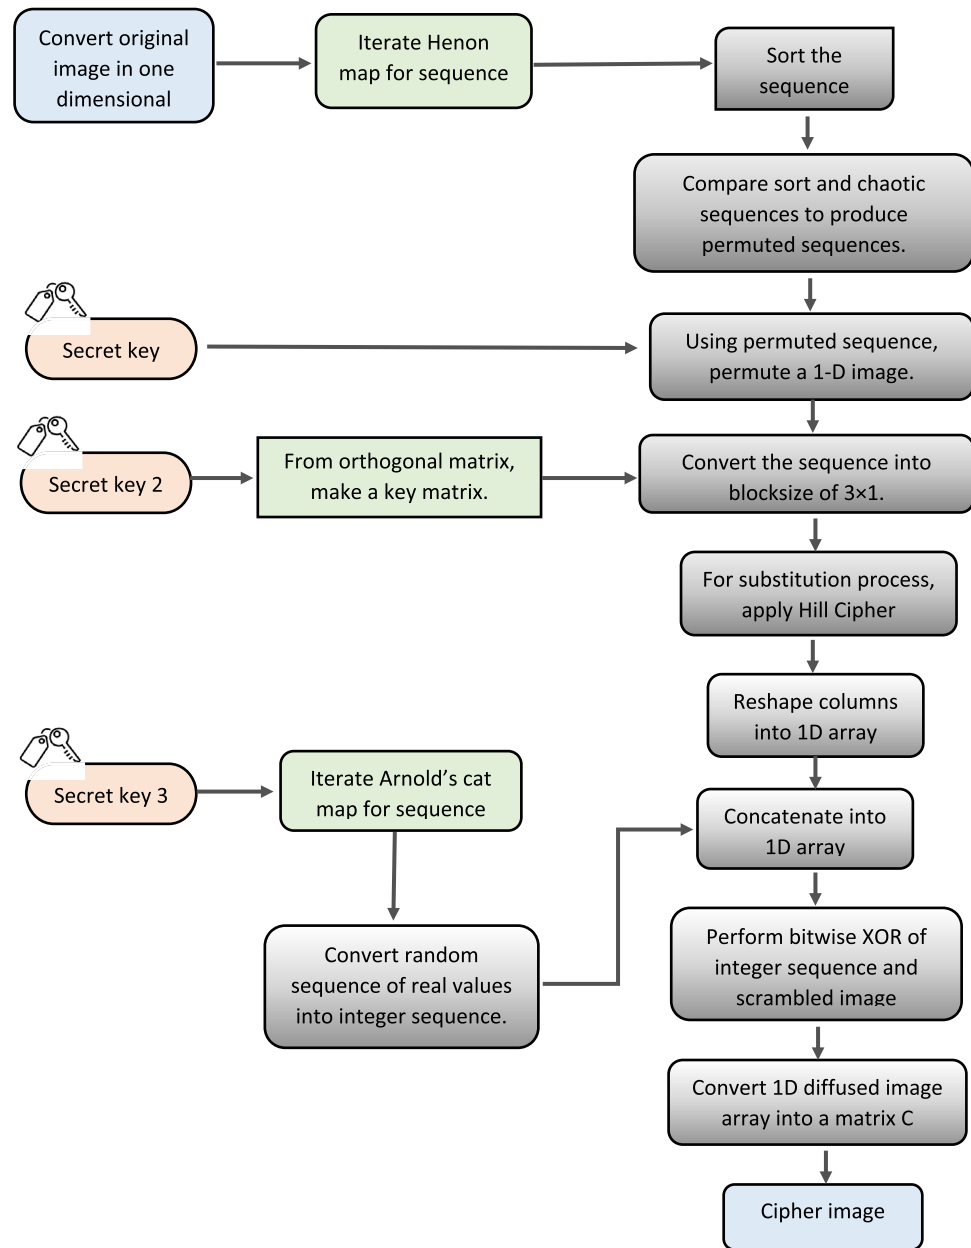 Convert original
image in one
dimensional
Iterate Henon
map for sequence
Sort the
sequence
Compare sort and chaotic
sequences to produce
permuted sequences.
Secret key
Using permuted sequence,
permute a 1-D image.
Secret key 2
From orthogonal matrix,
make a key matrix.
Convert the sequence into
blocksize of 3×1.
For substitution process,
apply Hill Cipher
Reshape columns
into 1D array
Secret key 3
Iterate Arnold’s cat
map for sequence
Concatenate into
1D array
Convert random
sequence of real values
into integer sequence.
Perform bitwise XOR of
integer sequence and
scrambled image
Convert 1D diffused image
array into a matrix C
Cipher image